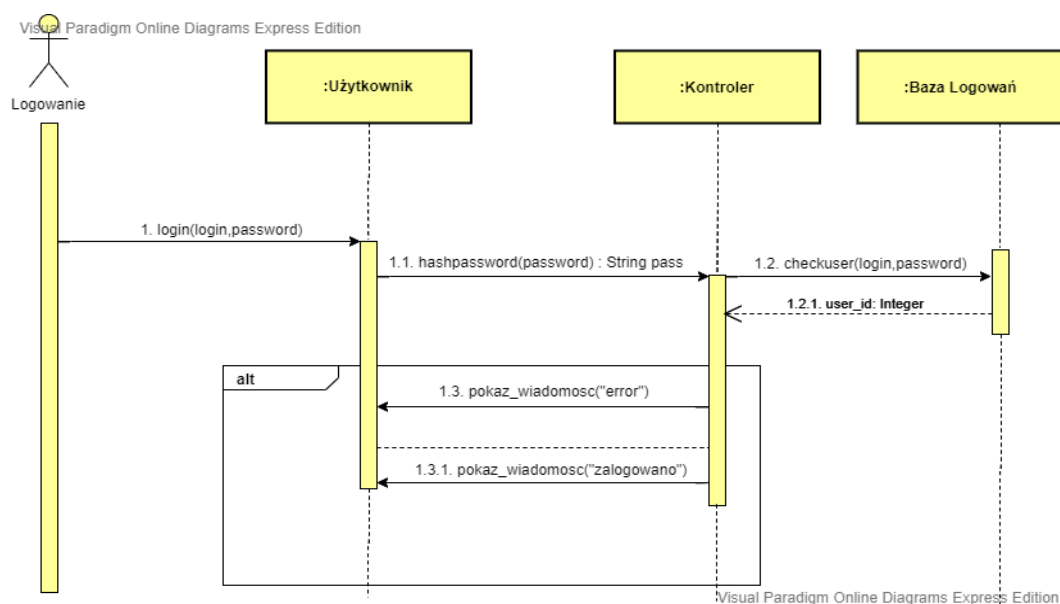 Visual Paradigm Online Diagrams Express Edition
Logowanie
:Użytkownik
:Kontroler
:Baza Logowań
1. login(login,password)
1.1. hashpassword(password) : String pass
1.2. checkuser(login,password)
1.2.1. user_id: Integer
alt
1.3. pokaz_wiadomosc("error")
1.3.1. pokaz_wiadomosc("zalogowano")
Visual Paradigm Online Diagrams Express Edition